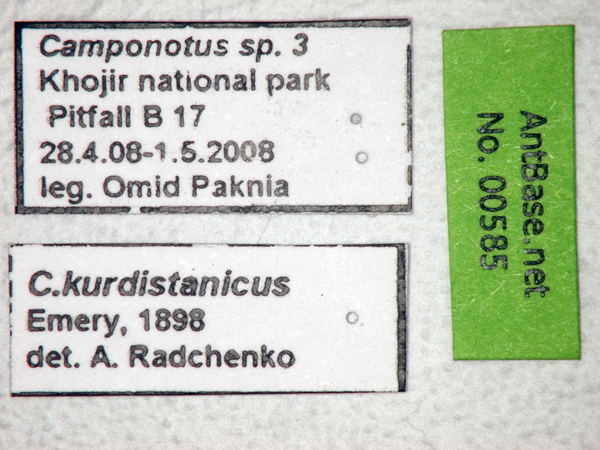 Camponotus sp. 3
Khojir national park
Pitfall B 17
28.4.08-1.5.2008
leg. Omid Paknia
C.kurdistanicus
Emery, 1898
det. A. Radchenko
AntBase.net
No. 00585